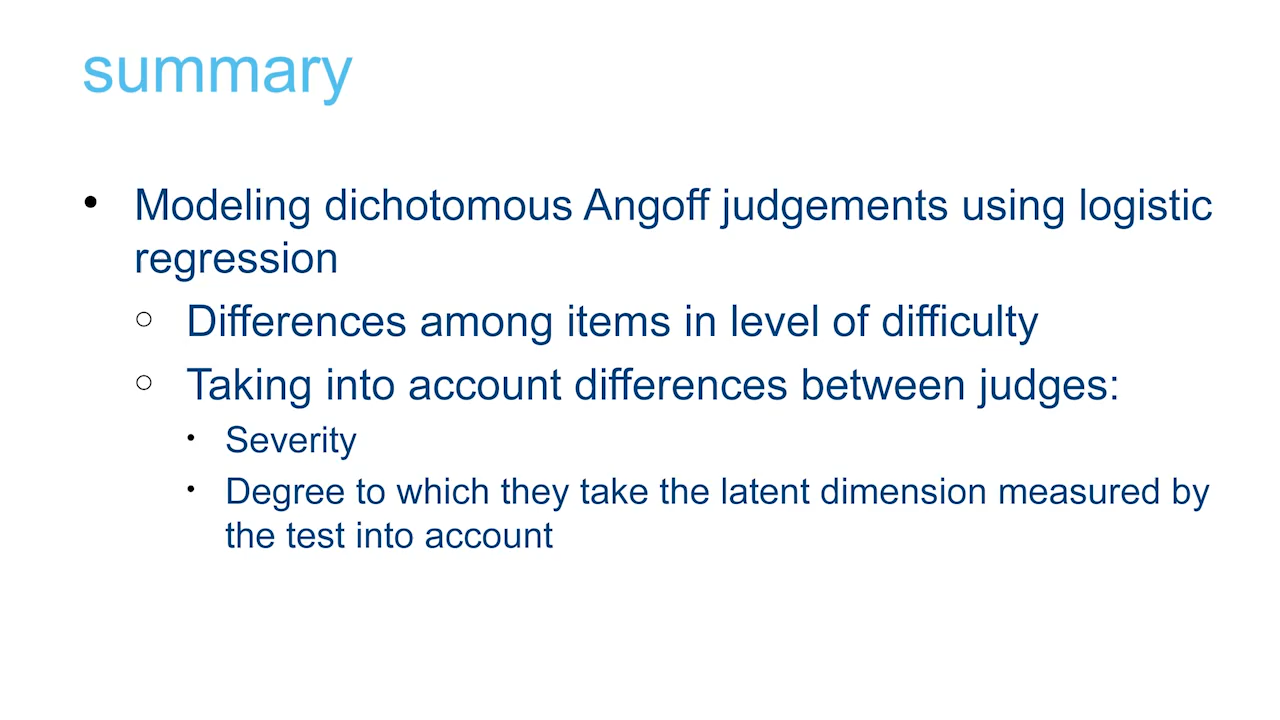 summary
• Modeling dichotomous Angoff judgements using logistic
regression
○ Differences among items in level of difficulty
○ Taking into account differences between judges:
• Severity
• Degree to which they take the latent dimension measured by
the test into account